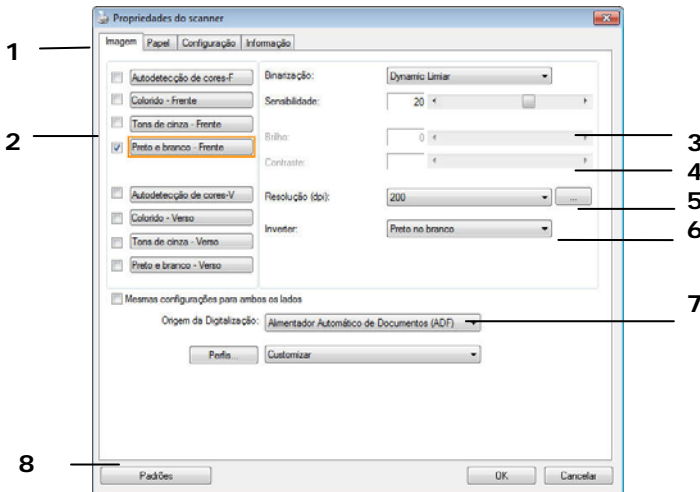 Propriedades do scanner
Imagem Papel Configuração Informação
1
Autodetecção de cores-F
Colorido - Frente
Tons de cinza - Frente
Preto e branco - Frente
2
Autodetecção de cores-V
Colorido - Verso
Tons de cinza - Verso
Preto e branco - Verso
Binarização: Dynamic Limiar
Sensibilidade: 20
Brilho: 0
3
Contraste:
4
Resolução (dpi): 200 ...
5
Inverter: Preto no branco
6
Mesmas configurações para ambos os lados
7
Origem da Digitalização: Alimentador Automático de Documentos (ADF)
Perfis... Customizar
8
Padrões OK Cancelar